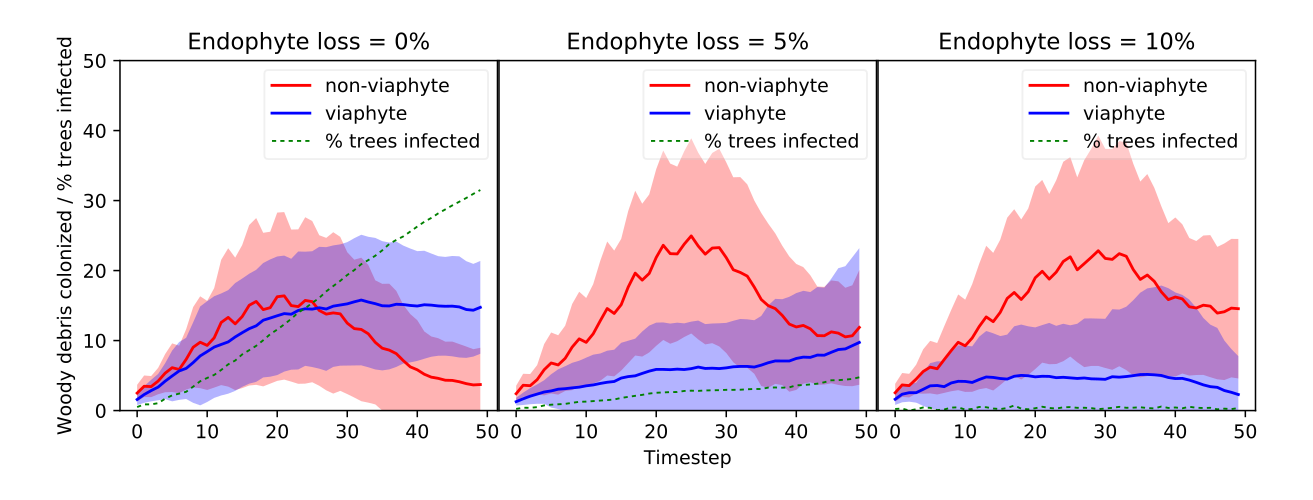 Endophyte loss = 0%
Endophyte loss = 5%
Endophyte loss = 10%
Woody debris colonized / % trees infected
50
40
30
20
10
0
non-viaphyte
viaphyte
% trees infected
non-viaphyte
viaphyte
% trees infected
non-viaphyte
viaphyte
% trees infected
0 10 20 30 40 50
0 10 20 30 40 50
0 10 20 30 40 50
Timestep